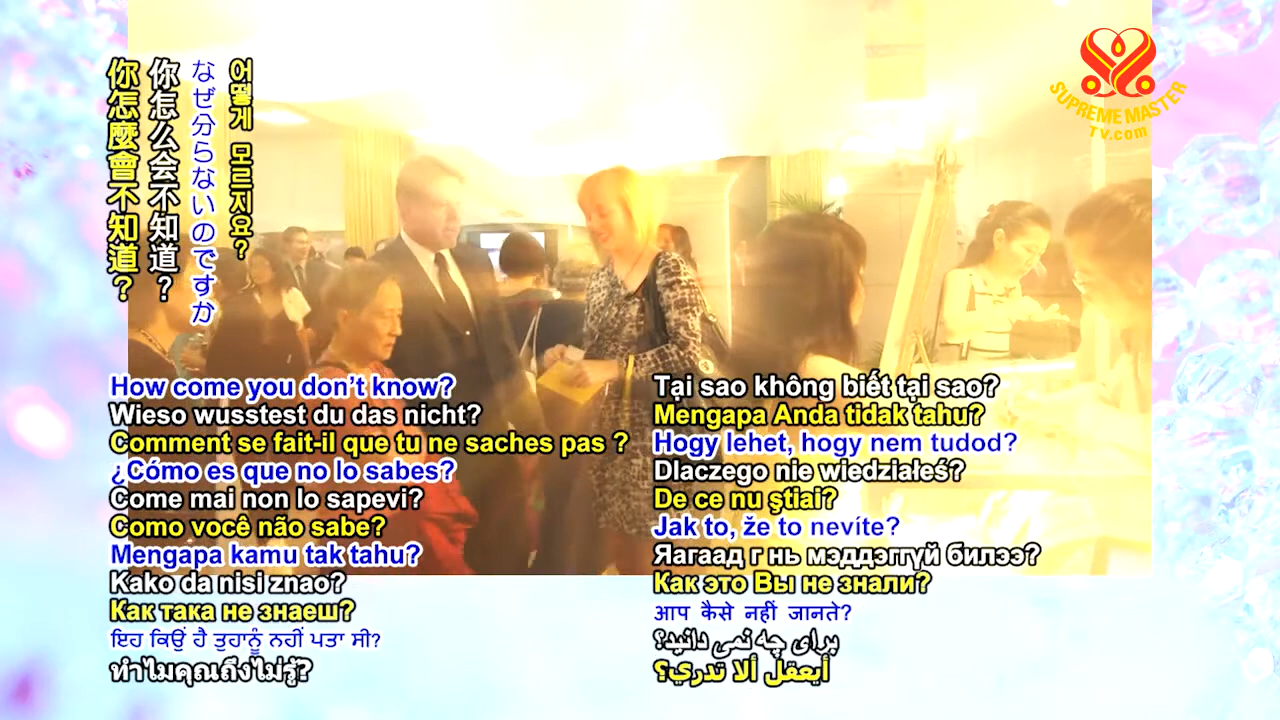 SUPREME MASTER
TV.com
어떻게 모르지요?
なぜ分らないのですか
你怎么会不知道？
你怎麼會不知道？
How come you don't know?
Wieso wusstest du das nicht?
Comment se fait-il que tu ne saches pas ?
¿Cómo es que no lo sabes?
Come mai non lo sapevi?
Como você não sabe?
Mengapa kamu tak tahu?
Kako da nisi znao?
Как така не знаеш?
ਇਹ ਕਿਉਂ ਹੈ ਤੁਹਾਨੂੰ ਨਹੀਂ ਪਤਾ ਸੀ?
ทำไมคุณถึงไม่รู้?
Tại sao không biết tại sao?
Mengapa Anda tidak tahu?
Hogy lehet, hogy nem tudod?
Dlaczego nie wiedziałeś?
De ce nu ştiai?
Jak to, že to nevíte?
Яагаад г нь мэддэггүй билээ?
Как это Вы не знали?
आप कैसे नहीं जानते?
برای چه نمی دانید؟
أيعقل ألا تدري؟